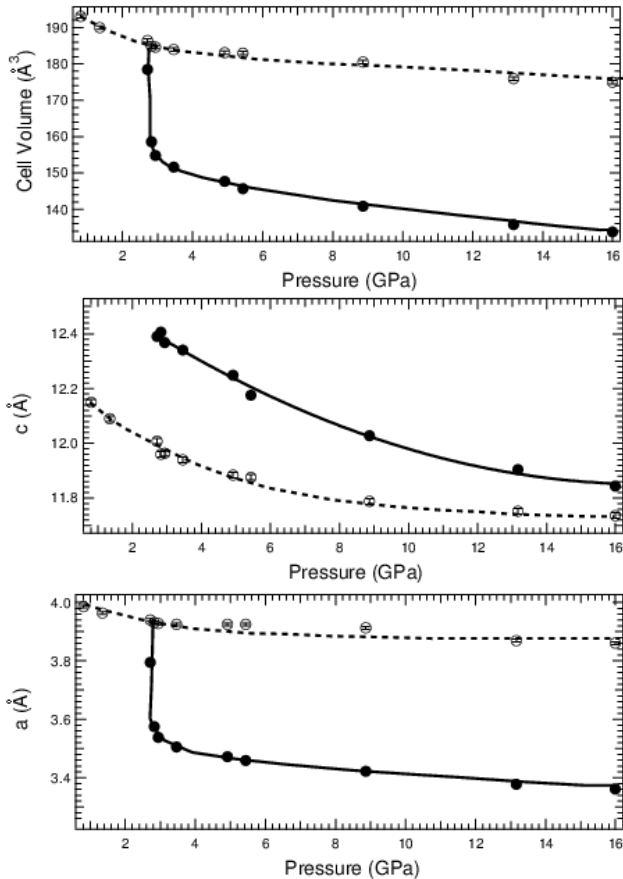 190
180
170
160
150
140
Cell Volume (Å³)
2 4 6 8 10 12 14 16
Pressure (GPa)
12.4
12.2
12.0
11.8
c (Å)
2 4 6 8 10 12 14 16
Pressure (GPa)
4.0
3.8
3.6
3.4
a (Å)
2 4 6 8 10 12 14 16
Pressure (GPa)